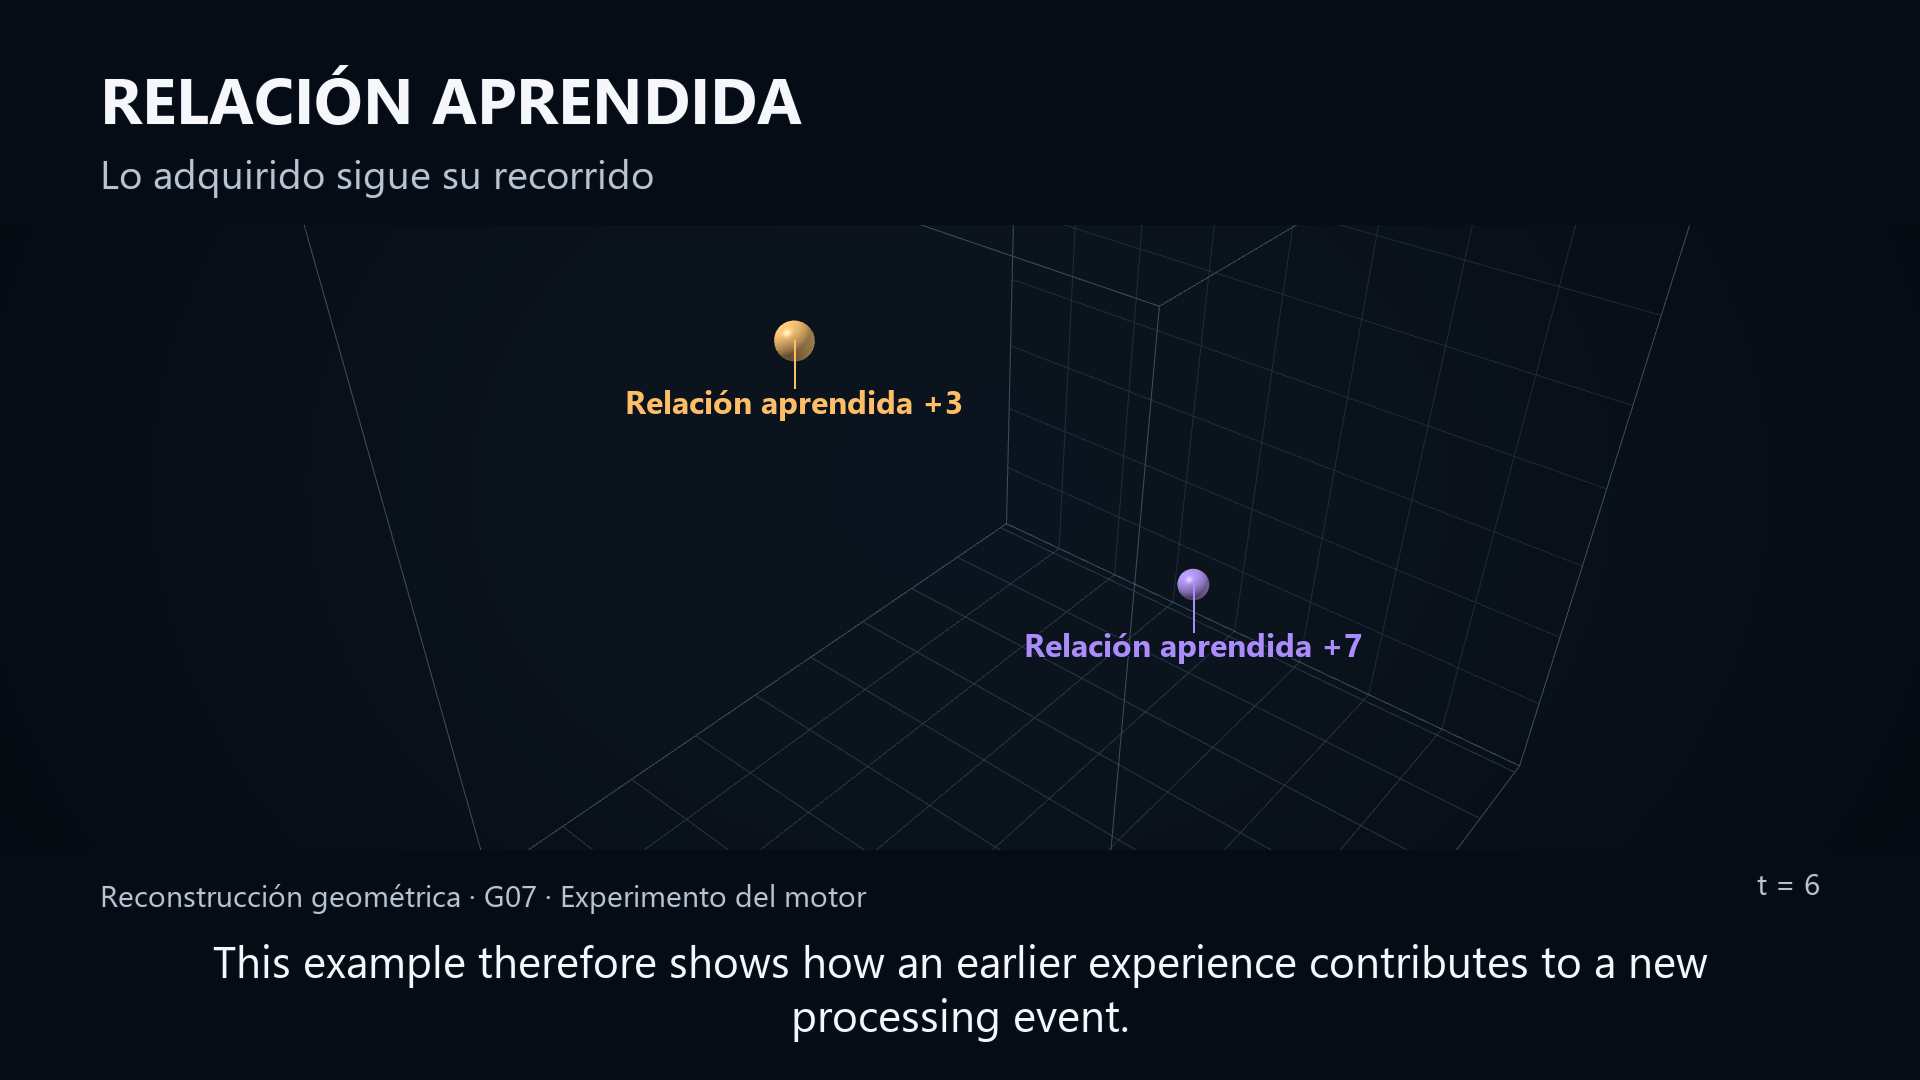 RELACIÓN APRENDIDA
Lo adquirido sigue su recorrido
Relación aprendida +3
Relación aprendida +7
Reconstrucción geométrica · G07 · Experimento del motor
t = 6
This example therefore shows how an earlier experience contributes to a new
processing event.